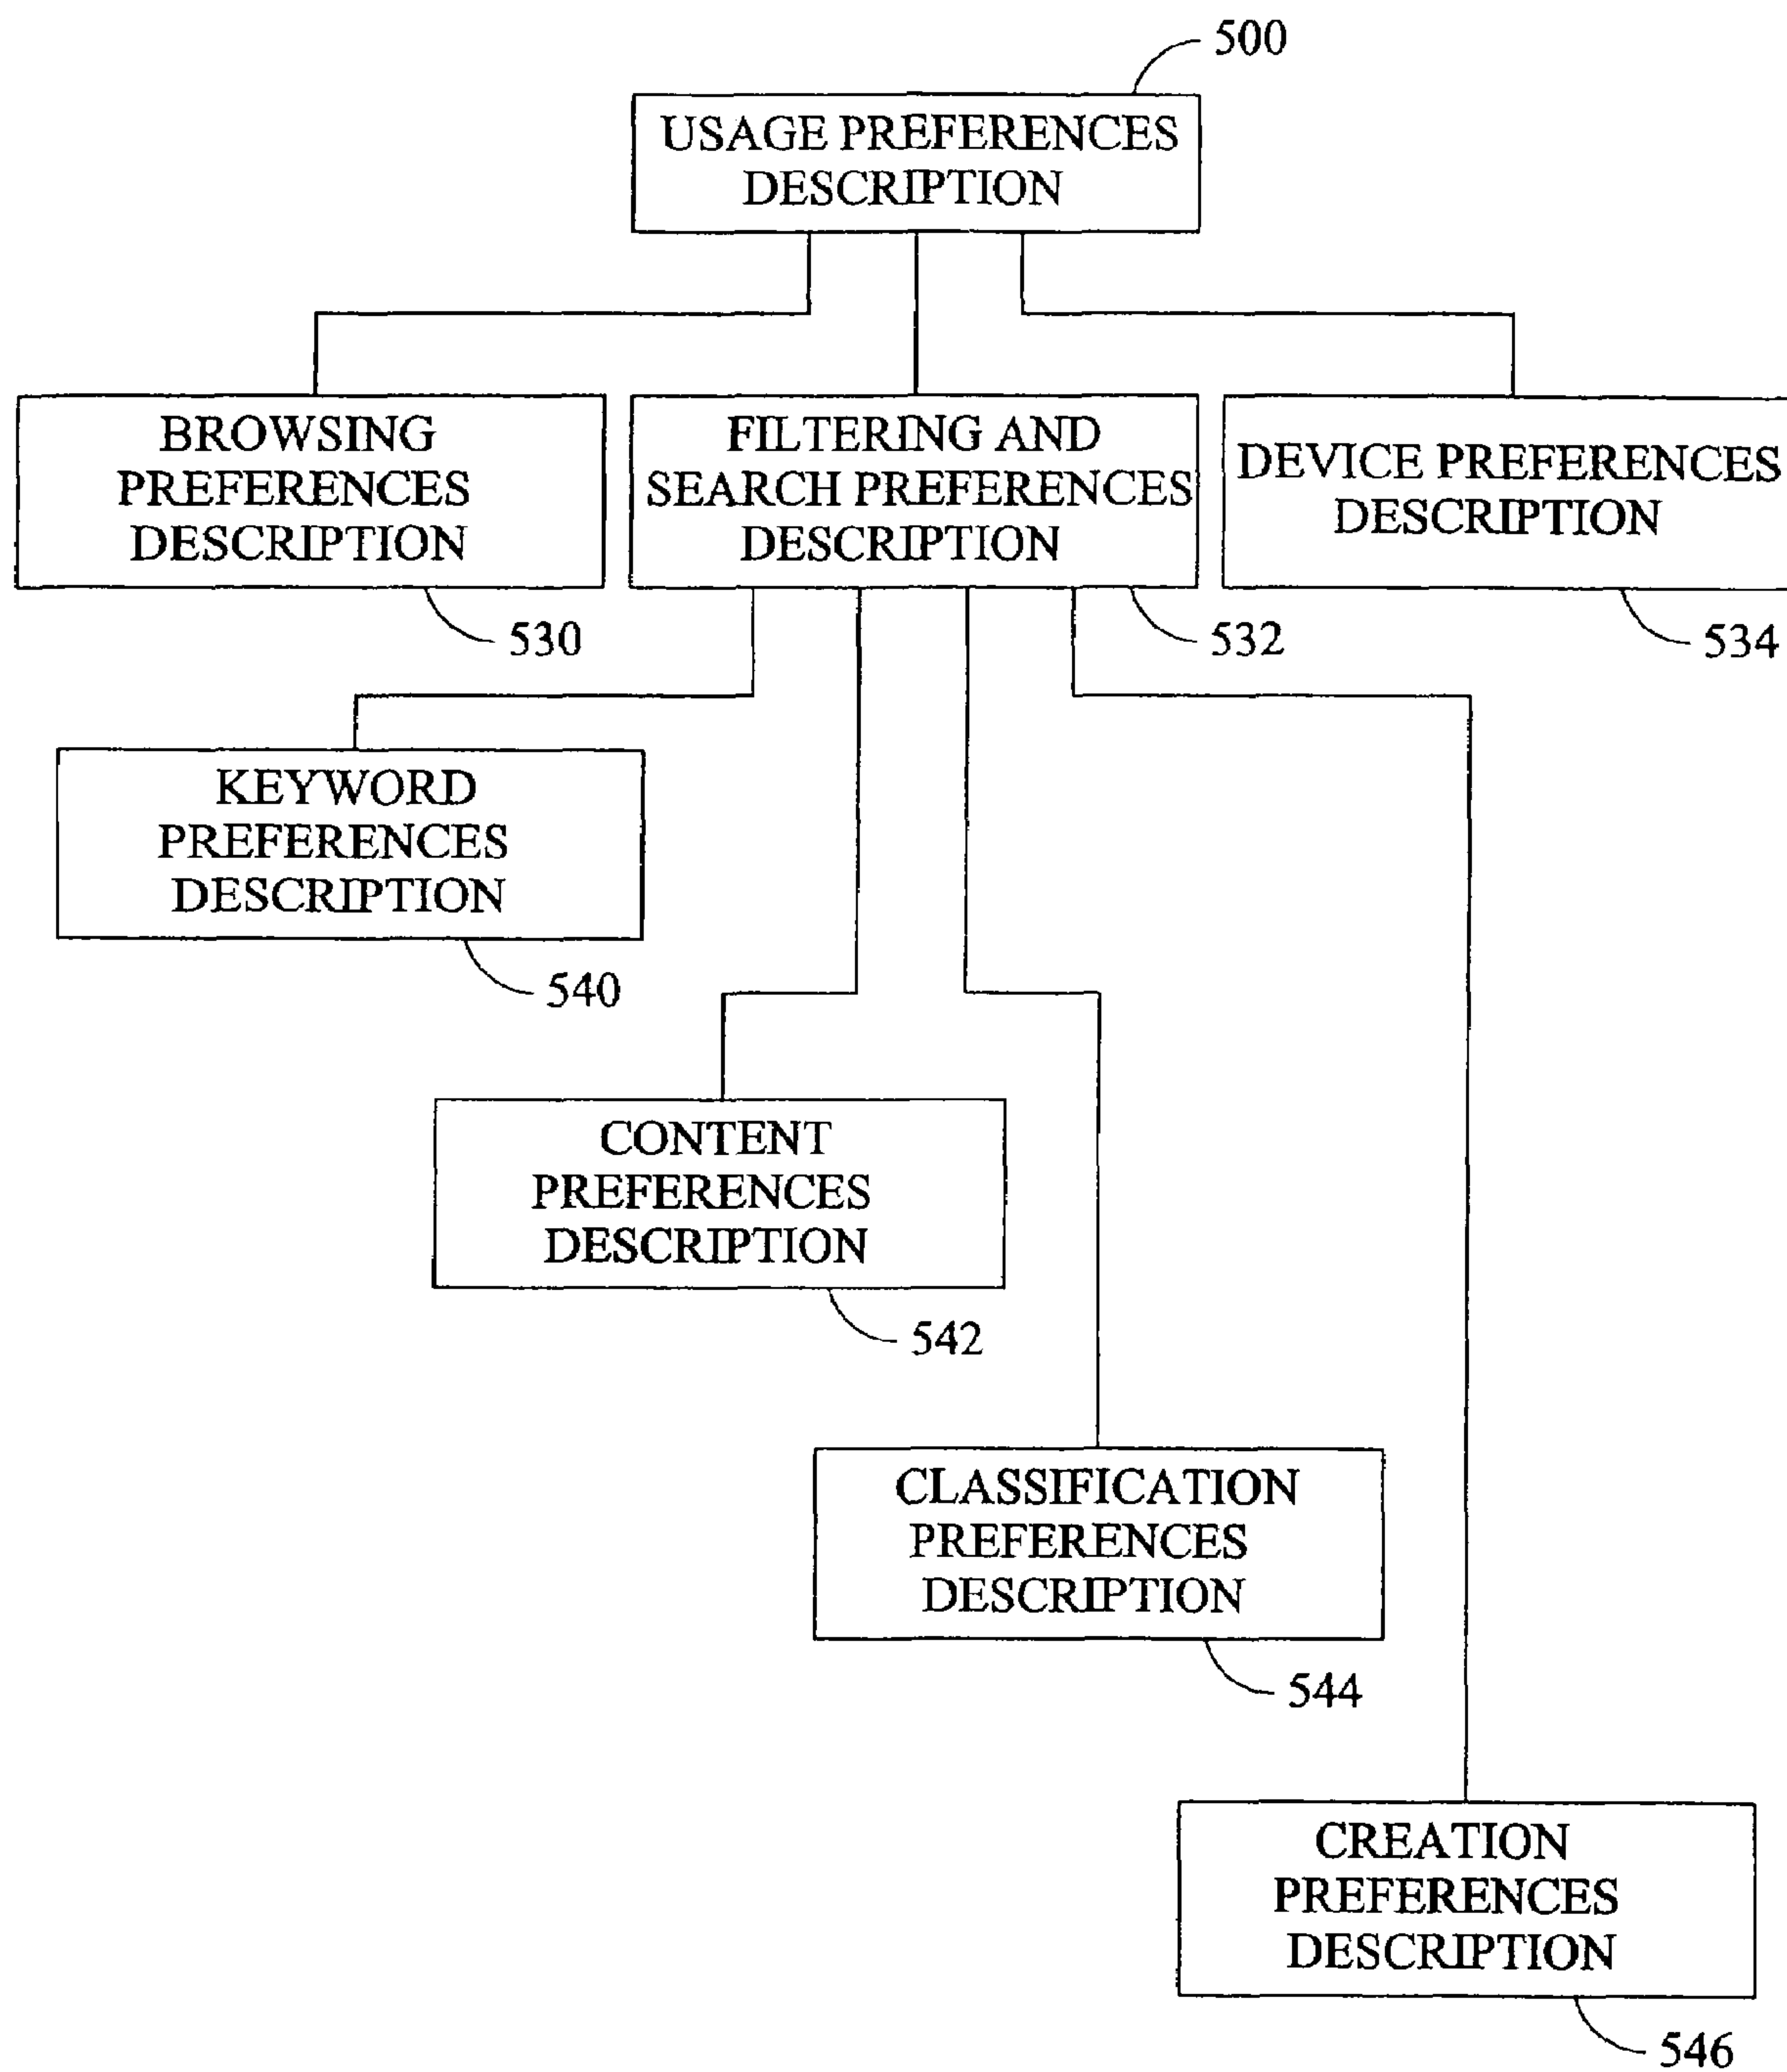 500
USAGE PREFERENCES
DESCRIPTION
BROWSING
PREFERENCES
DESCRIPTION
530
FILTERING AND
SEARCH PREFERENCES
DESCRIPTION
532
DEVICE PREFERENCES
DESCRIPTION
534
KEYWORD
PREFERENCES
DESCRIPTION
540
CONTENT
PREFERENCES
DESCRIPTION
542
CLASSIFICATION
PREFERENCES
DESCRIPTION
544
CREATION
PREFERENCES
DESCRIPTION
546